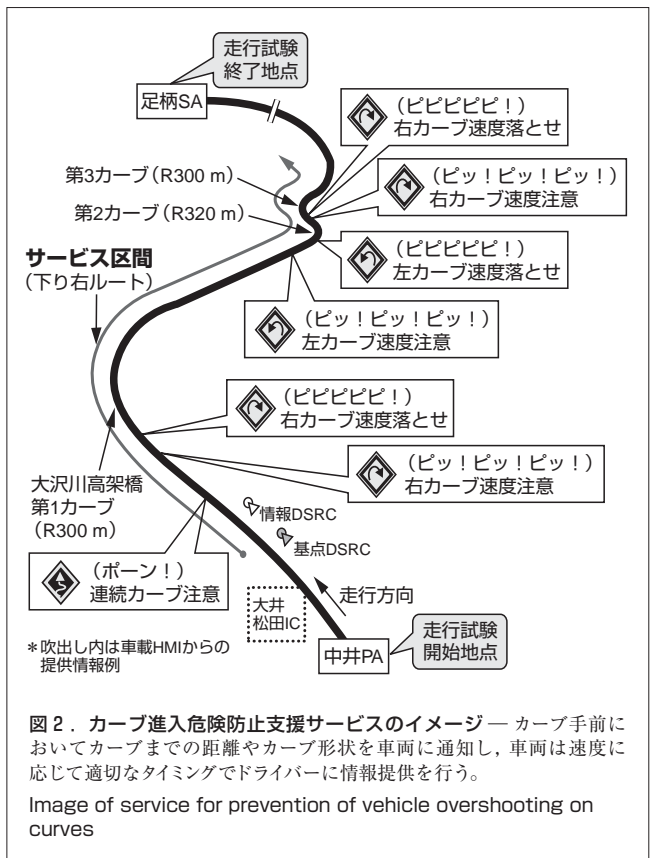 走行試験
終了地点
足柄SA
(ピピピピピ!)
右カーブ速度落とせ
(ピッ!ピッ!ピッ!)
右カーブ速度注意
第3カーブ(R300 m)
第2カーブ(R320 m)
(ピピピピピ!)
左カーブ速度落とせ
サービス区間
(下り右ルート)
(ピッ!ピッ!ピッ!)
左カーブ速度注意
(ピピピピピ!)
右カーブ速度落とせ
(ピッ!ピッ!ピッ!)
右カーブ速度注意
大沢川高架橋
第1カーブ
(R300 m)
情報DSRC
基点DSRC
(ポーン!)
連続カーブ注意
走行方向
大井
松田IC
走行試験
開始地点
中井PA
*吹出し内は車載HMIからの
提供情報例
図2.カーブ進入危険防止支援サービスのイメージ — カーブ手前に
おいてカーブまでの距離やカーブ形状を車両に通知し,車両は速度に
応じて適切なタイミングでドライバーに情報提供を行う。
Image of service for prevention of vehicle overshooting on
curves